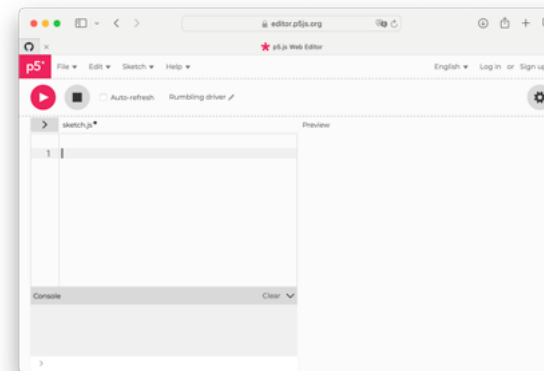 editor.p5js.org
p5.js Web Editor
p5* File Edit Sketch Help English Log in or Sign up
Auto-refresh Rumbling driver
> sketch.js• Preview
1
Console Clear
>